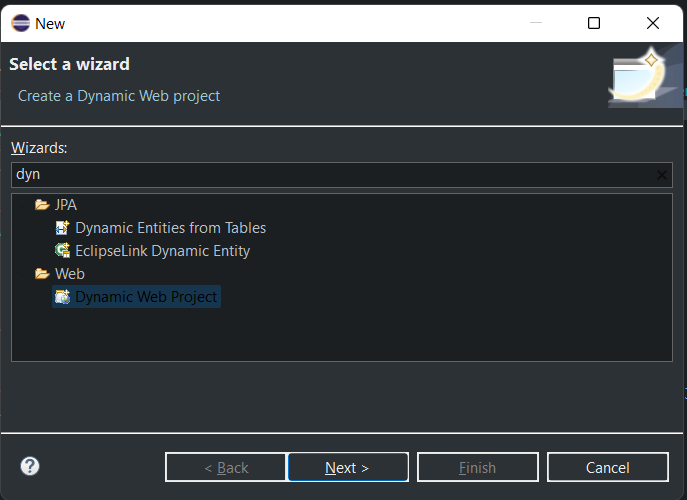 New
Select a wizard
Create a Dynamic Web project
Wizards:
dyn
JPA
Dynamic Entities from Tables
EclipseLink Dynamic Entity
Web
Dynamic Web Project
?
< Back
Next >
Finish
Cancel